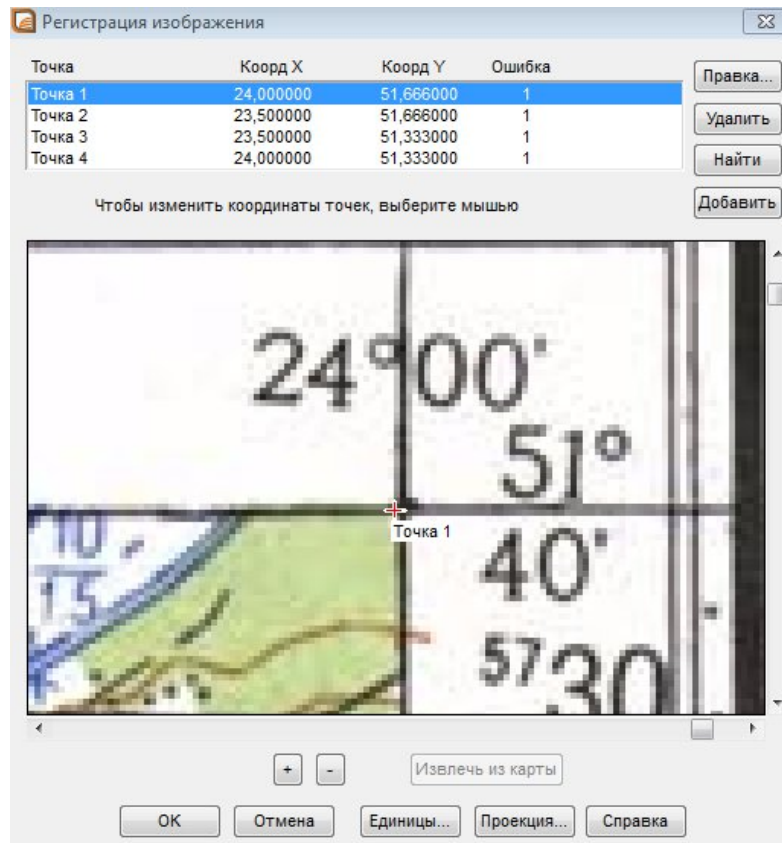 Регистрация изображения
Точка Коорд X Коорд Y Ошибка
Точка 1 24,000000 51,666000 1
Точка 2 23,500000 51,666000 1
Точка 3 23,500000 51,333000 1
Точка 4 24,000000 51,333000 1
Правка...
Удалить
Найти
Добавить
Чтобы изменить координаты точек, выберите мышью
24°00'
51°
Точка 1
40'
10
13
5730
+ -
Извлечь из карты
OK Отмена Единицы... Проекция... Справка